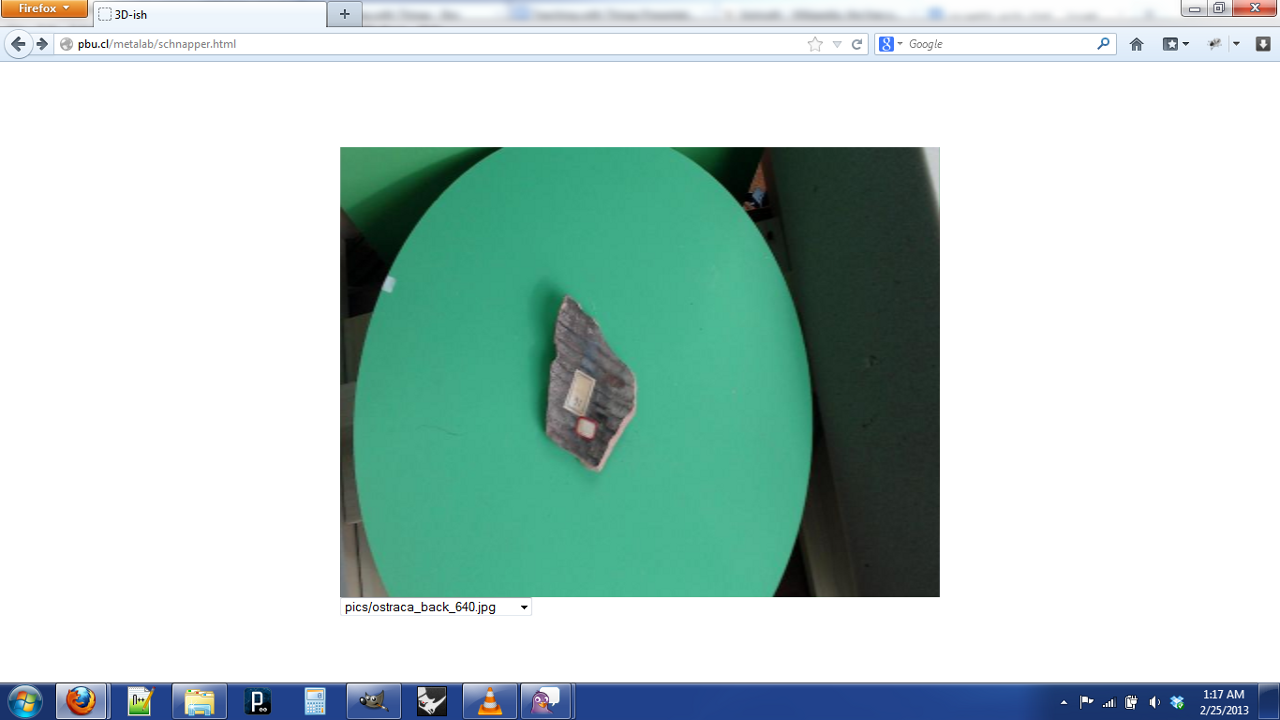 Firefox
3D-ish
pbu.cl/metalab/schnapper.html
Google
pics/ostraca_back_640.jpg
1:17 AM
2/25/2013